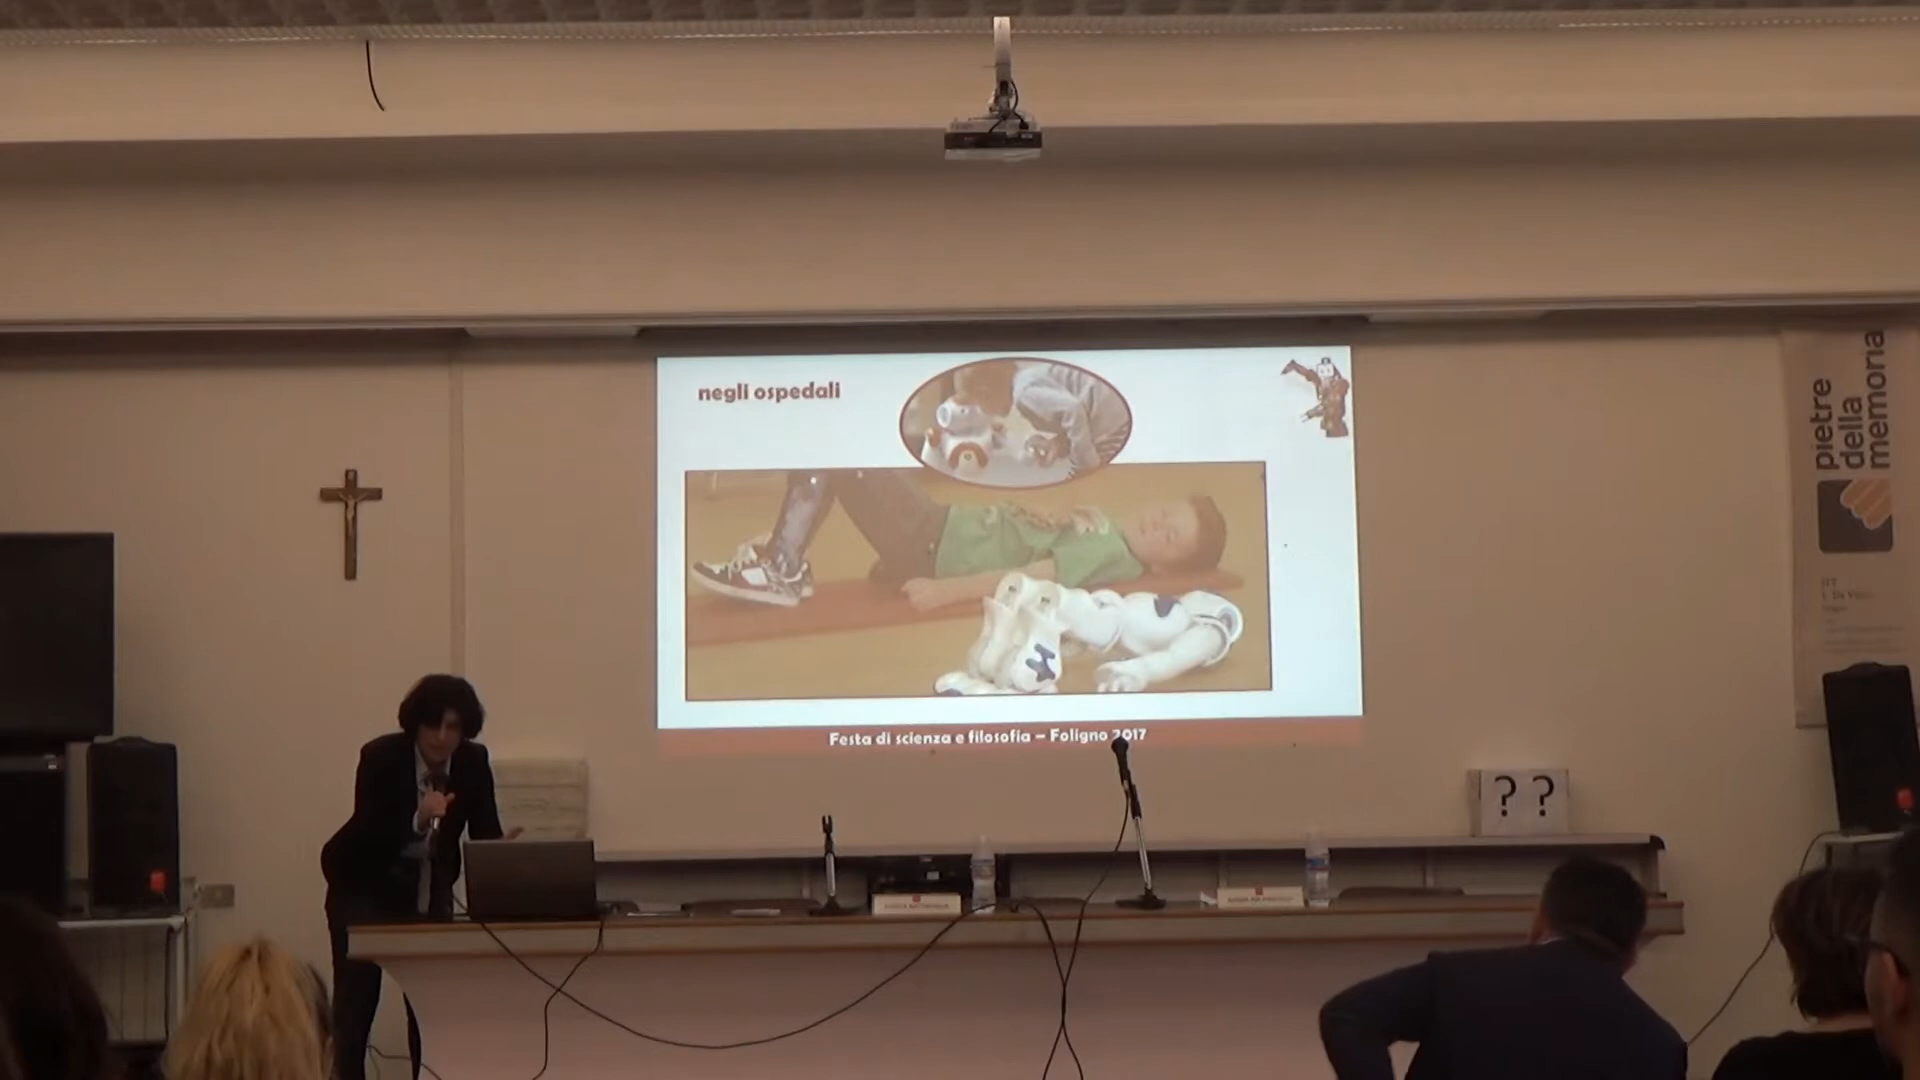 negli ospedali
Festa di scienza e filosofia – Foligno 2017
pietre
della
memoria
? ?